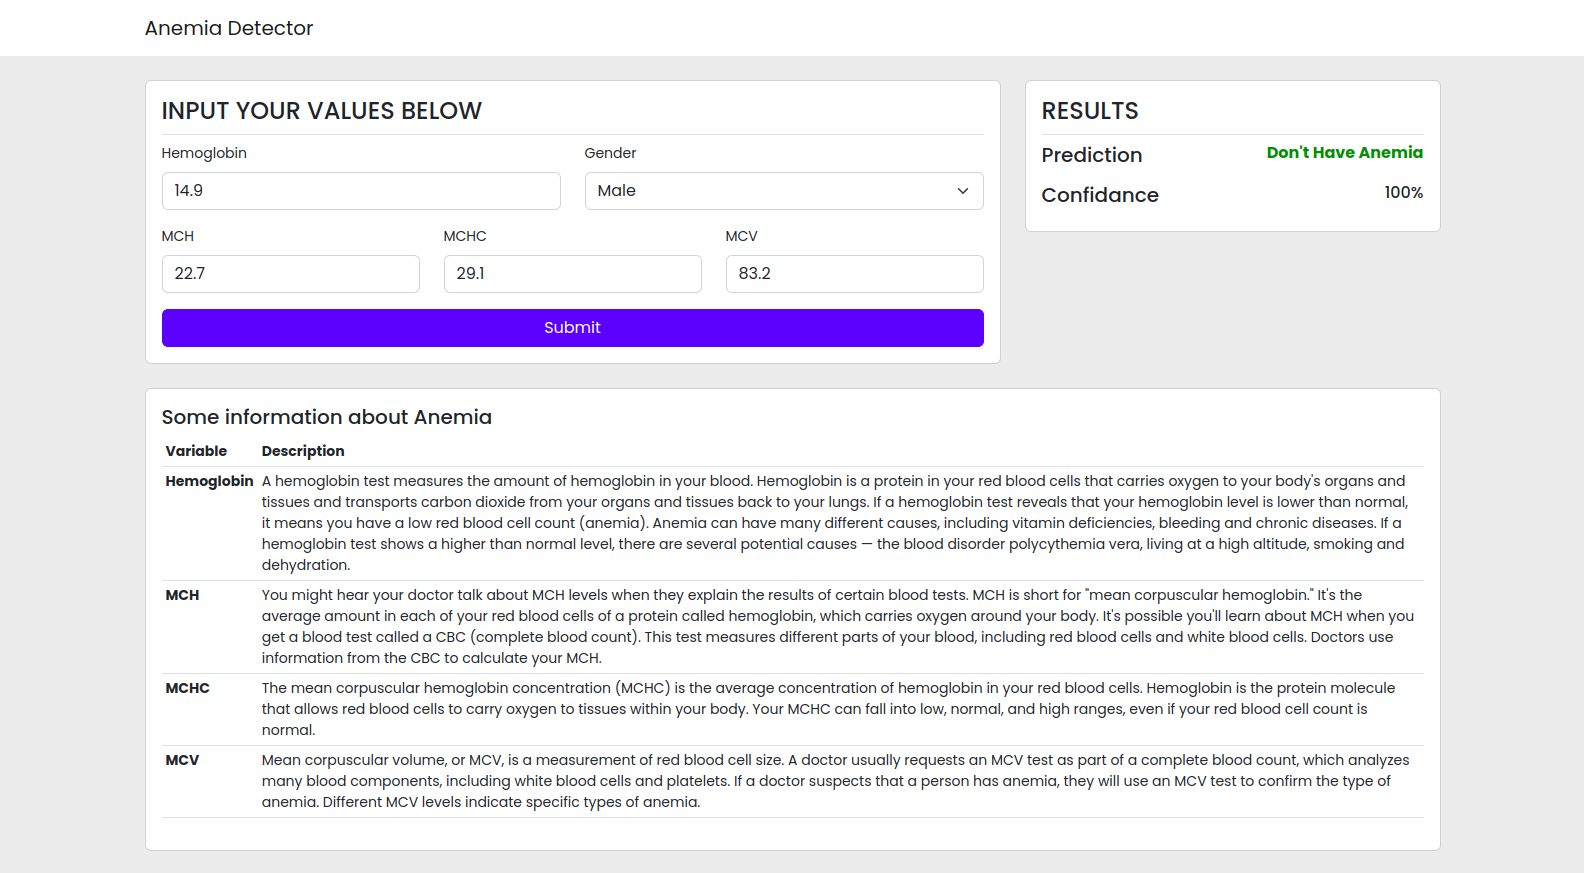 Anemia Detector
INPUT YOUR VALUES BELOW
Hemoglobin
Gender
14.9
Male
MCH
MCHC
MCV
22.7
29.1
83.2
Submit
RESULTS
Prediction
Don't Have Anemia
Confidance
100%
Some information about Anemia
Variable
Description
Hemoglobin
A hemoglobin test measures the amount of hemoglobin in your blood. Hemoglobin is a protein in your red blood cells that carries oxygen to your body's organs and
tissues and transports carbon dioxide from your organs and tissues back to your lungs. If a hemoglobin test reveals that your hemoglobin level is lower than normal,
it means you have a low red blood cell count (anemia). Anemia can have many different causes, including vitamin deficiencies, bleeding and chronic diseases. If a
hemoglobin test shows a higher than normal level, there are several potential causes — the blood disorder polycythemia vera, living at a high altitude, smoking and
dehydration.
MCH
You might hear your doctor talk about MCH levels when they explain the results of certain blood tests. MCH is short for "mean corpuscular hemoglobin." It's the
average amount in each of your red blood cells of a protein called hemoglobin, which carries oxygen around your body. It's possible you'll learn about MCH when you
get a blood test called a CBC (complete blood count). This test measures different parts of your blood, including red blood cells and white blood cells. Doctors use
information from the CBC to calculate your MCH.
MCHC
The mean corpuscular hemoglobin concentration (MCHC) is the average concentration of hemoglobin in your red blood cells. Hemoglobin is the protein molecule
that allows red blood cells to carry oxygen to tissues within your body. Your MCHC can fall into low, normal, and high ranges, even if your red blood cell count is
normal.
MCV
Mean corpuscular volume, or MCV, is a measurement of red blood cell size. A doctor usually requests an MCV test as part of a complete blood count, which analyzes
many blood components, including white blood cells and platelets. If a doctor suspects that a person has anemia, they will use an MCV test to confirm the type of
anemia. Different MCV levels indicate specific types of anemia.